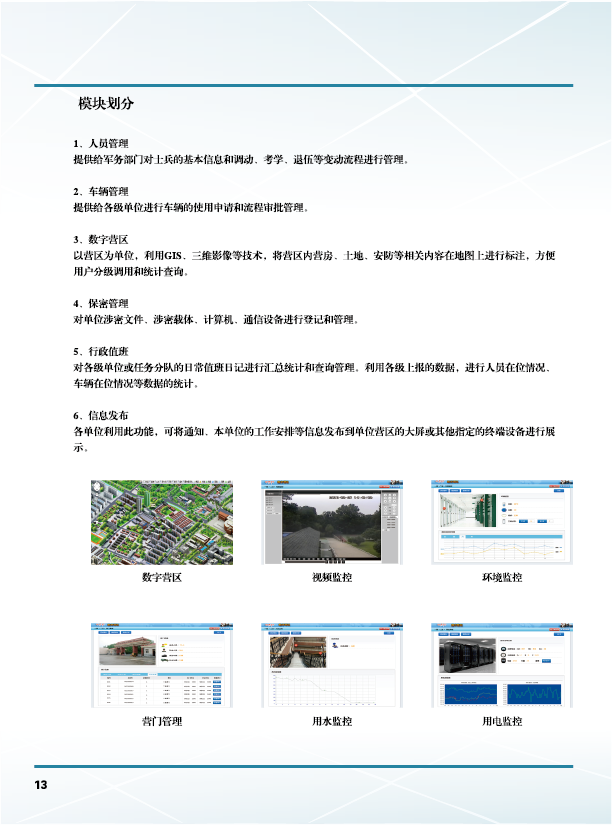 模块划分
1、人员管理
提供给军务部门对士兵的基本信息和调动、考学、退伍等变动流程进行管理。
2、车辆管理
提供给各级单位进行车辆的使用申请和流程审批管理。
3、数字营区
以营区为单位，利用GIS、三维影像等技术，将营区内营房、土地、安防等相关内容在地图上进行标注，方便
用户分级调用和统计查询。
4、保密管理
对单位涉密文件、涉密载体、计算机、通信设备进行登记和管理。
5、行政值班
对各级单位或任务分队的日常值班日记进行汇总统计和查询管理。利用各级上报的数据，进行人员在位情况、
车辆在位情况等数据的统计。
6、信息发布
各单位利用此功能，可将通知、本单位的工作安排等信息发布到单位营区的大屏或其他指定的终端设备进行展
示。
数字营区
视频监控
环境监控
营门管理
用水监控
用电监控
13